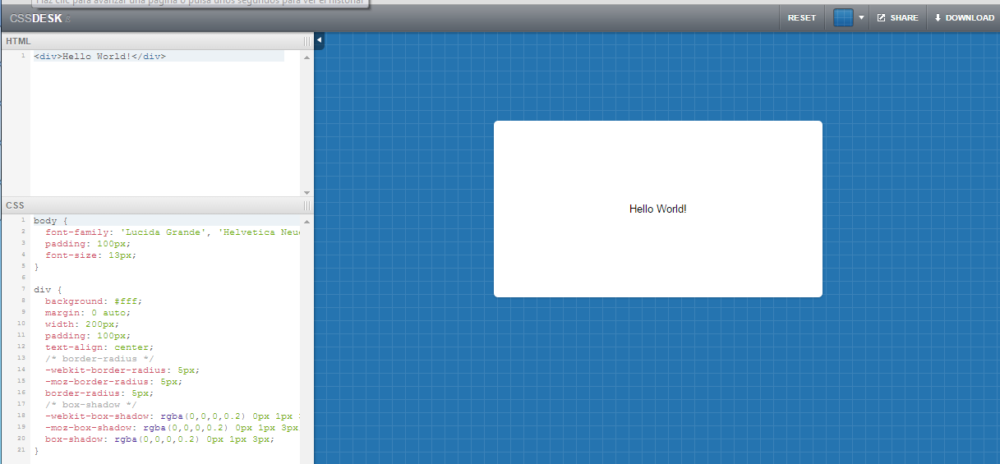 Haz clic para avanzar una página o pulsa unos segundos para ver el historial
CSSDESK
RESET
SHARE
DOWNLOAD
HTML
1 <div>Hello World!</div>
Hello World!
CSS
1 body {
2 font-family: 'Lucida Grande', 'Helvetica Neue
3 padding: 100px;
4 font-size: 13px;
5 }
6
7 div {
8 background: #fff;
9 margin: 0 auto;
10 width: 200px;
11 padding: 100px;
12 text-align: center;
13 /* border-radius */
14 -webkit-border-radius: 5px;
15 -moz-border-radius: 5px;
16 border-radius: 5px;
17 /* box-shadow */
18 -webkit-box-shadow: rgba(0,0,0,0.2) 0px 1px
19 -moz-box-shadow: rgba(0,0,0,0.2) 0px 1px 3px
20 box-shadow: rgba(0,0,0,0.2) 0px 1px 3px;
21 }